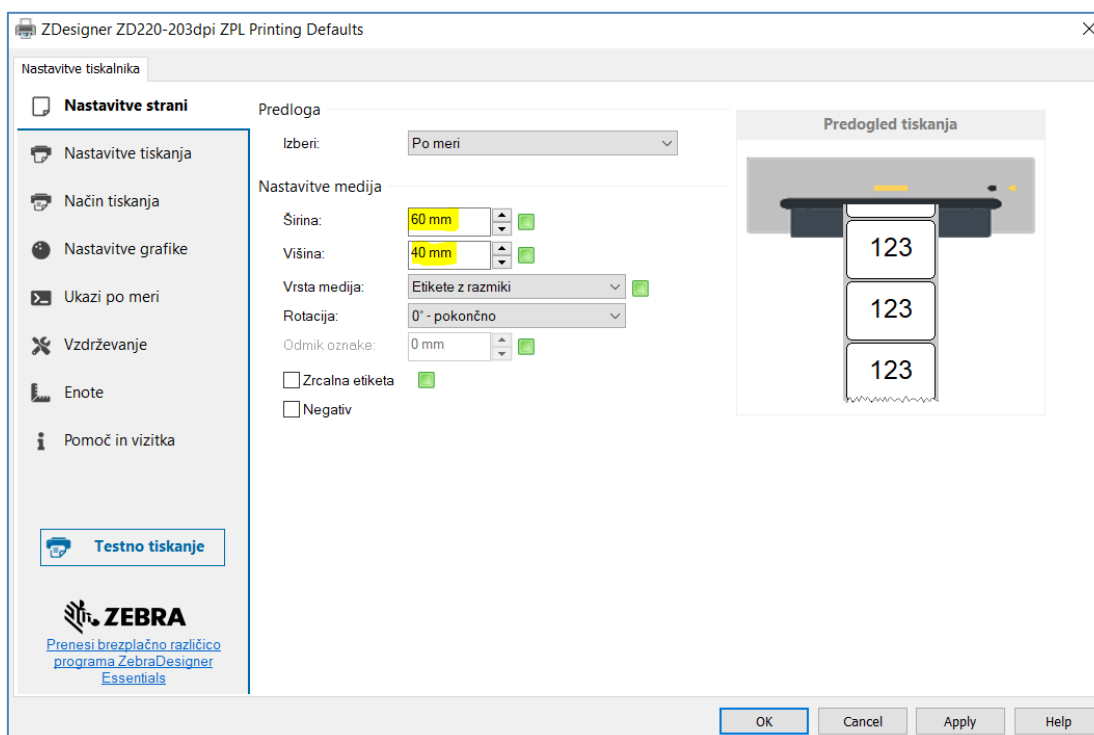 ZDesigner ZD220-203dpi ZPL Printing Defaults
Nastavitve tiskalnika
Nastavitve strani
Nastavitve tiskanja
Način tiskanja
Nastavitve grafike
Ukazi po meri
Vzdrževanje
Enote
Pomoč in vizitka
Testno tiskanje
ZEBRA
Prenesi brezplačno različico
programa ZebraDesigner
Essentials
Predloga
Izberi: Po meri
Nastavitve medija
Širina: 60 mm
Višina: 40 mm
Vrsta medija: Etikete z razmiki
Rotacija: 0° - pokončno
Odmik oznake: 0 mm
Zrcalna etiketa
Negativ
Predogled tiskanja
123
123
123
OK Cancel Apply Help